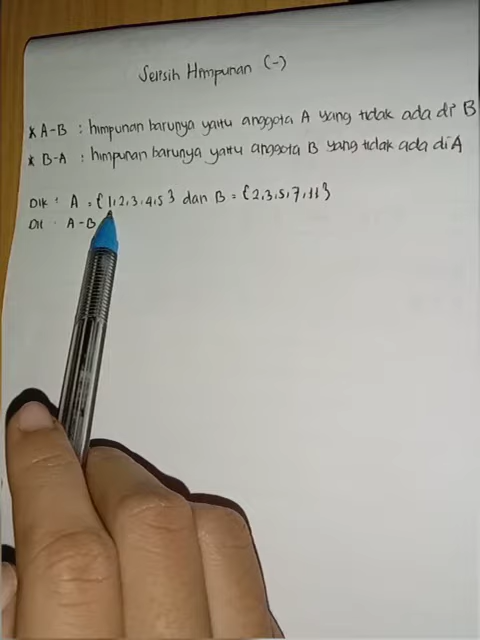 Selisih Himpunan (-)
* A-B : himpunan barunya yaitu anggota A yang tidak ada di B
* B-A : himpunan barunya yaitu anggota B yang tidak ada di A
Dik : A = {1,2,3,4,5} dan B = {2,3,5,7,11}
Dit : A-B